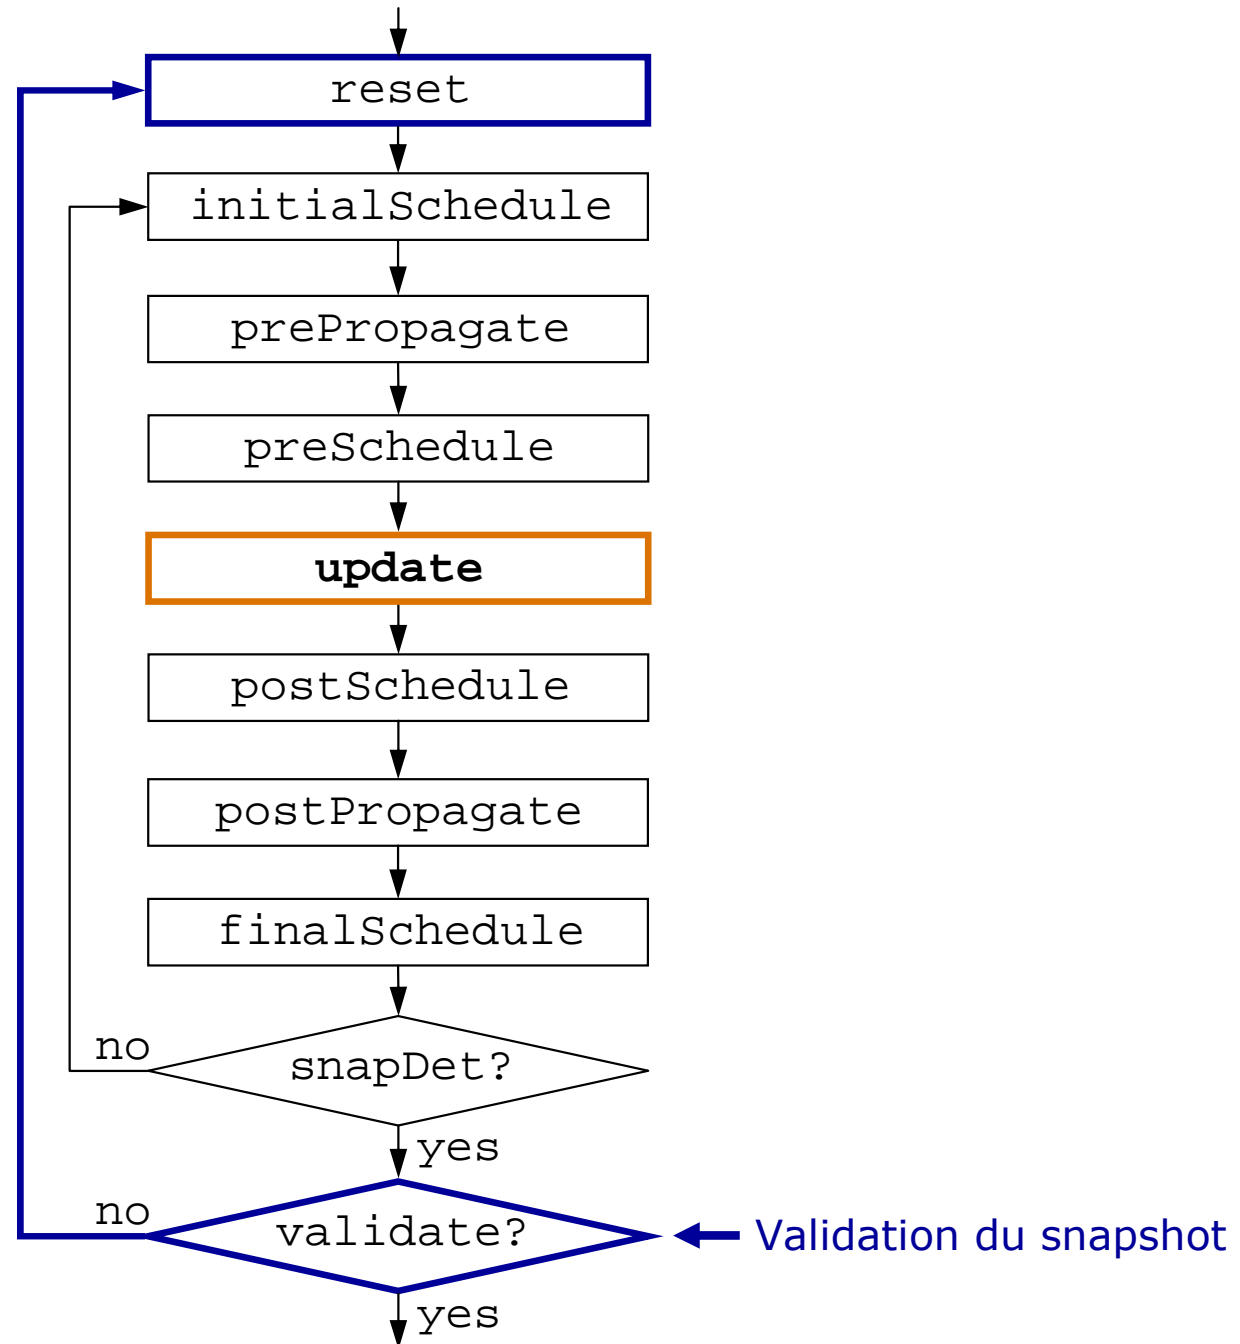 reset
initialSchedule
prePropagate
preSchedule
update
postSchedule
postPropagate
finalSchedule
no
snapDet?
yes
no
validate?
Validation du snapshot
yes